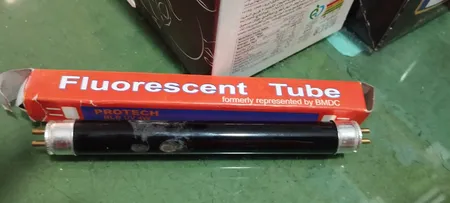 Fluorescent Tube
formerly represented by BMDC
PROTECH